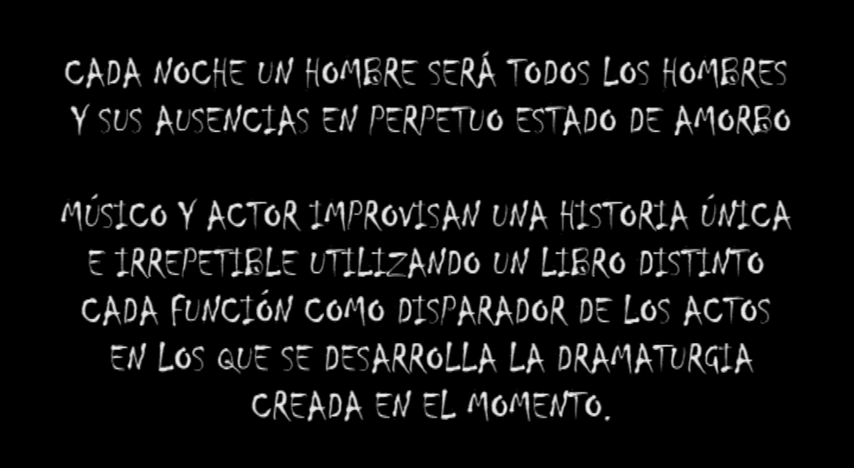 CADA NOCHE UN HOMBRE SERÁ TODOS LOS HOMBRES
Y SUS AUSENCIAS EN PERPETUO ESTADO DE AMORBO
MÚSICO Y ACTOR IMPROVISAN UNA HISTORIA ÚNICA
E IRREPETIBLE UTILIZANDO UN LIBRO DISTINTO
CADA FUNCIÓN COMO DISPARADOR DE LOS ACTOS
EN LOS QUE SE DESARROLLA LA DRAMATURGIA
CREADA EN EL MOMENTO.